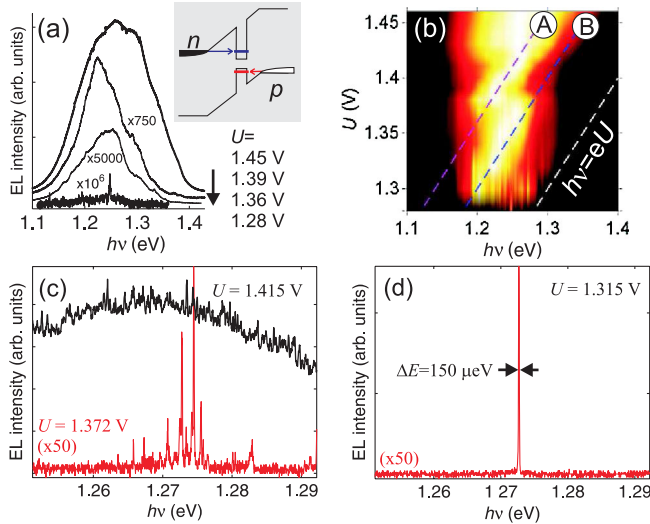 (a)
n
p
x750
x5000
x10⁶
U=
1.45 V
1.39 V
1.36 V
1.28 V
EL intensity (arb. units)
1.1 1.2 1.3 1.4
hν (eV)
(b)
A
B
hν=eU
U (V)
1.45
1.4
1.35
1.3
1.1 1.2 1.3 1.4
hν (eV)
(c)
U = 1.415 V
U = 1.372 V
(x50)
EL intensity (arb. units)
1.26 1.27 1.28 1.29
hν (eV)
(d)
U = 1.315 V
ΔE=150 μeV
(x50)
EL intensity (arb. units)
1.26 1.27 1.28 1.29
hν (eV)